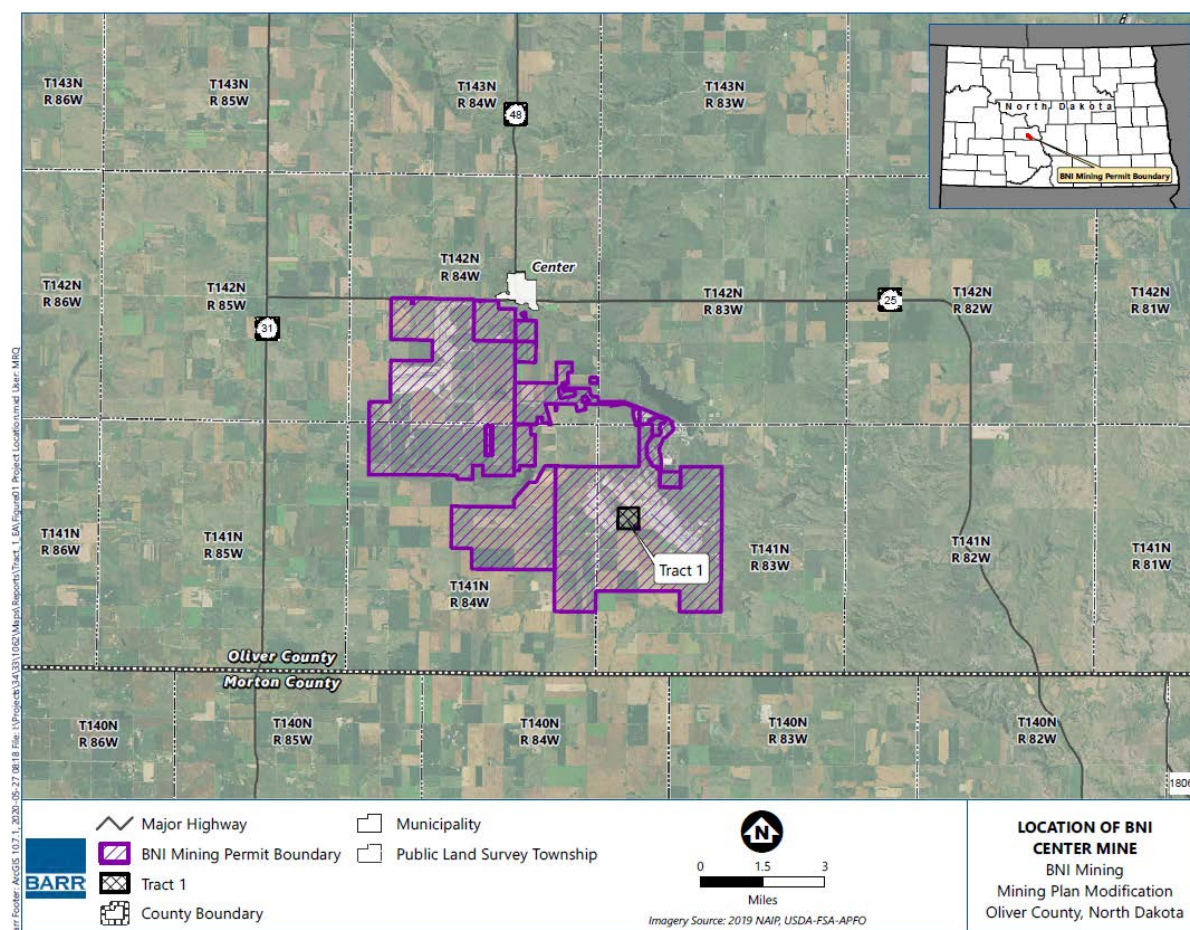 T143N
R 86W
T143N
R 85W
T143N
R 84W
48
T143N
R 83W
North Dakota
BNI Mining Permit Boundary
T142N
R 86W
T142N
R 85W
T142N
R 84W
Center
T142N
R 83W
25
T142N
R 82W
T142N
R 81W
31
T141N
R 86W
T141N
R 85W
T141N
R 84W
Tract 1
T141N
R 83W
T141N
R 82W
T141N
R 81W
Oliver County
Morton County
T140N
R 86W
T140N
R 85W
T140N
R 84W
T140N
R 83W
T140N
R 82W
1806
BARR
Major Highway
BNI Mining Permit Boundary
Tract 1
County Boundary
Municipality
Public Land Survey Township
N
0 1.5 3
Miles
Imagery Source: 2019 NAIP, USDA-FSA-APFO
LOCATION OF BNI
CENTER MINE
BNI Mining
Mining Plan Modification
Oliver County, North Dakota